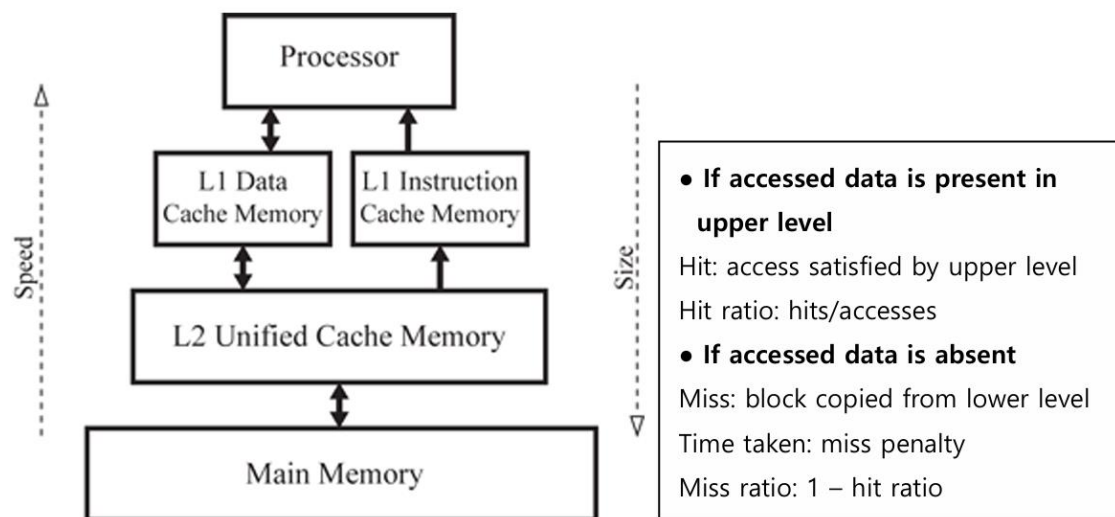 Processor
L1 Data
Cache Memory
L1 Instruction
Cache Memory
L2 Unified Cache Memory
Main Memory
Speed
Size
● If accessed data is present in
upper level
Hit: access satisfied by upper level
Hit ratio: hits/accesses
● If accessed data is absent
Miss: block copied from lower level
Time taken: miss penalty
Miss ratio: 1 – hit ratio